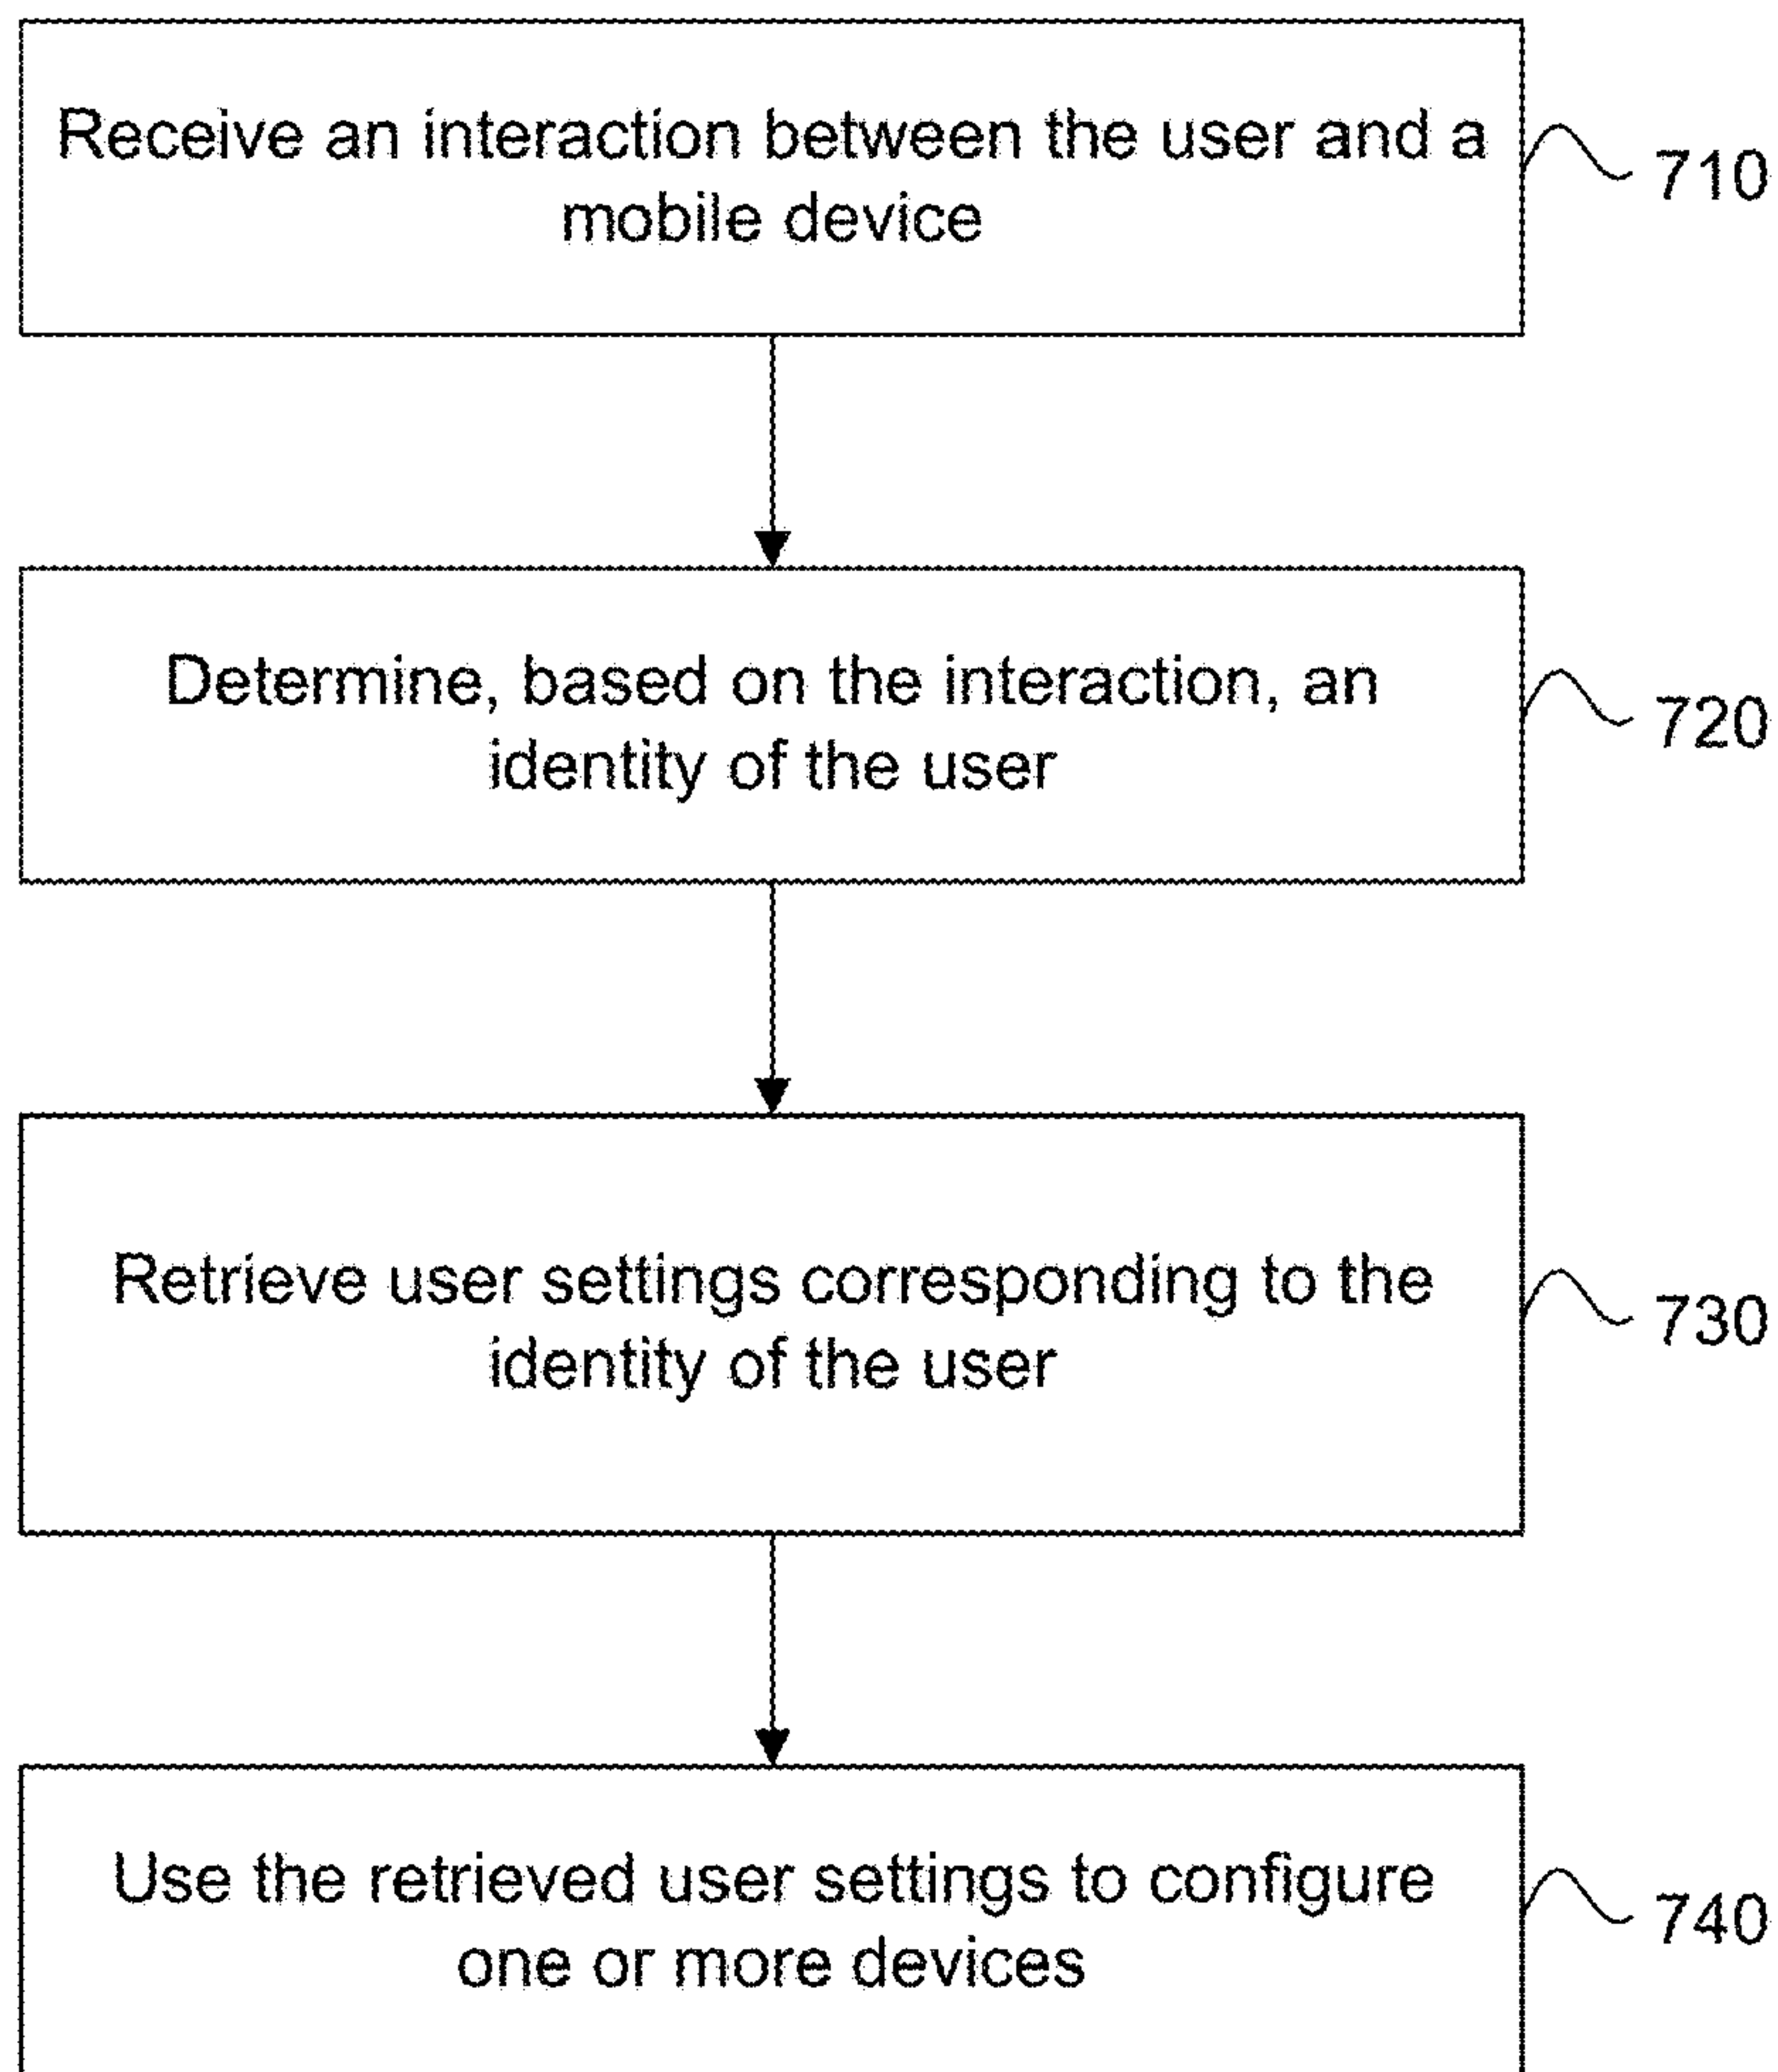 Receive an interaction between the user and a
mobile device
710
Determine, based on the interaction, an
identity of the user
720
Retrieve user settings corresponding to the
identity of the user
730
Use the retrieved user settings to configure
one or more devices
740